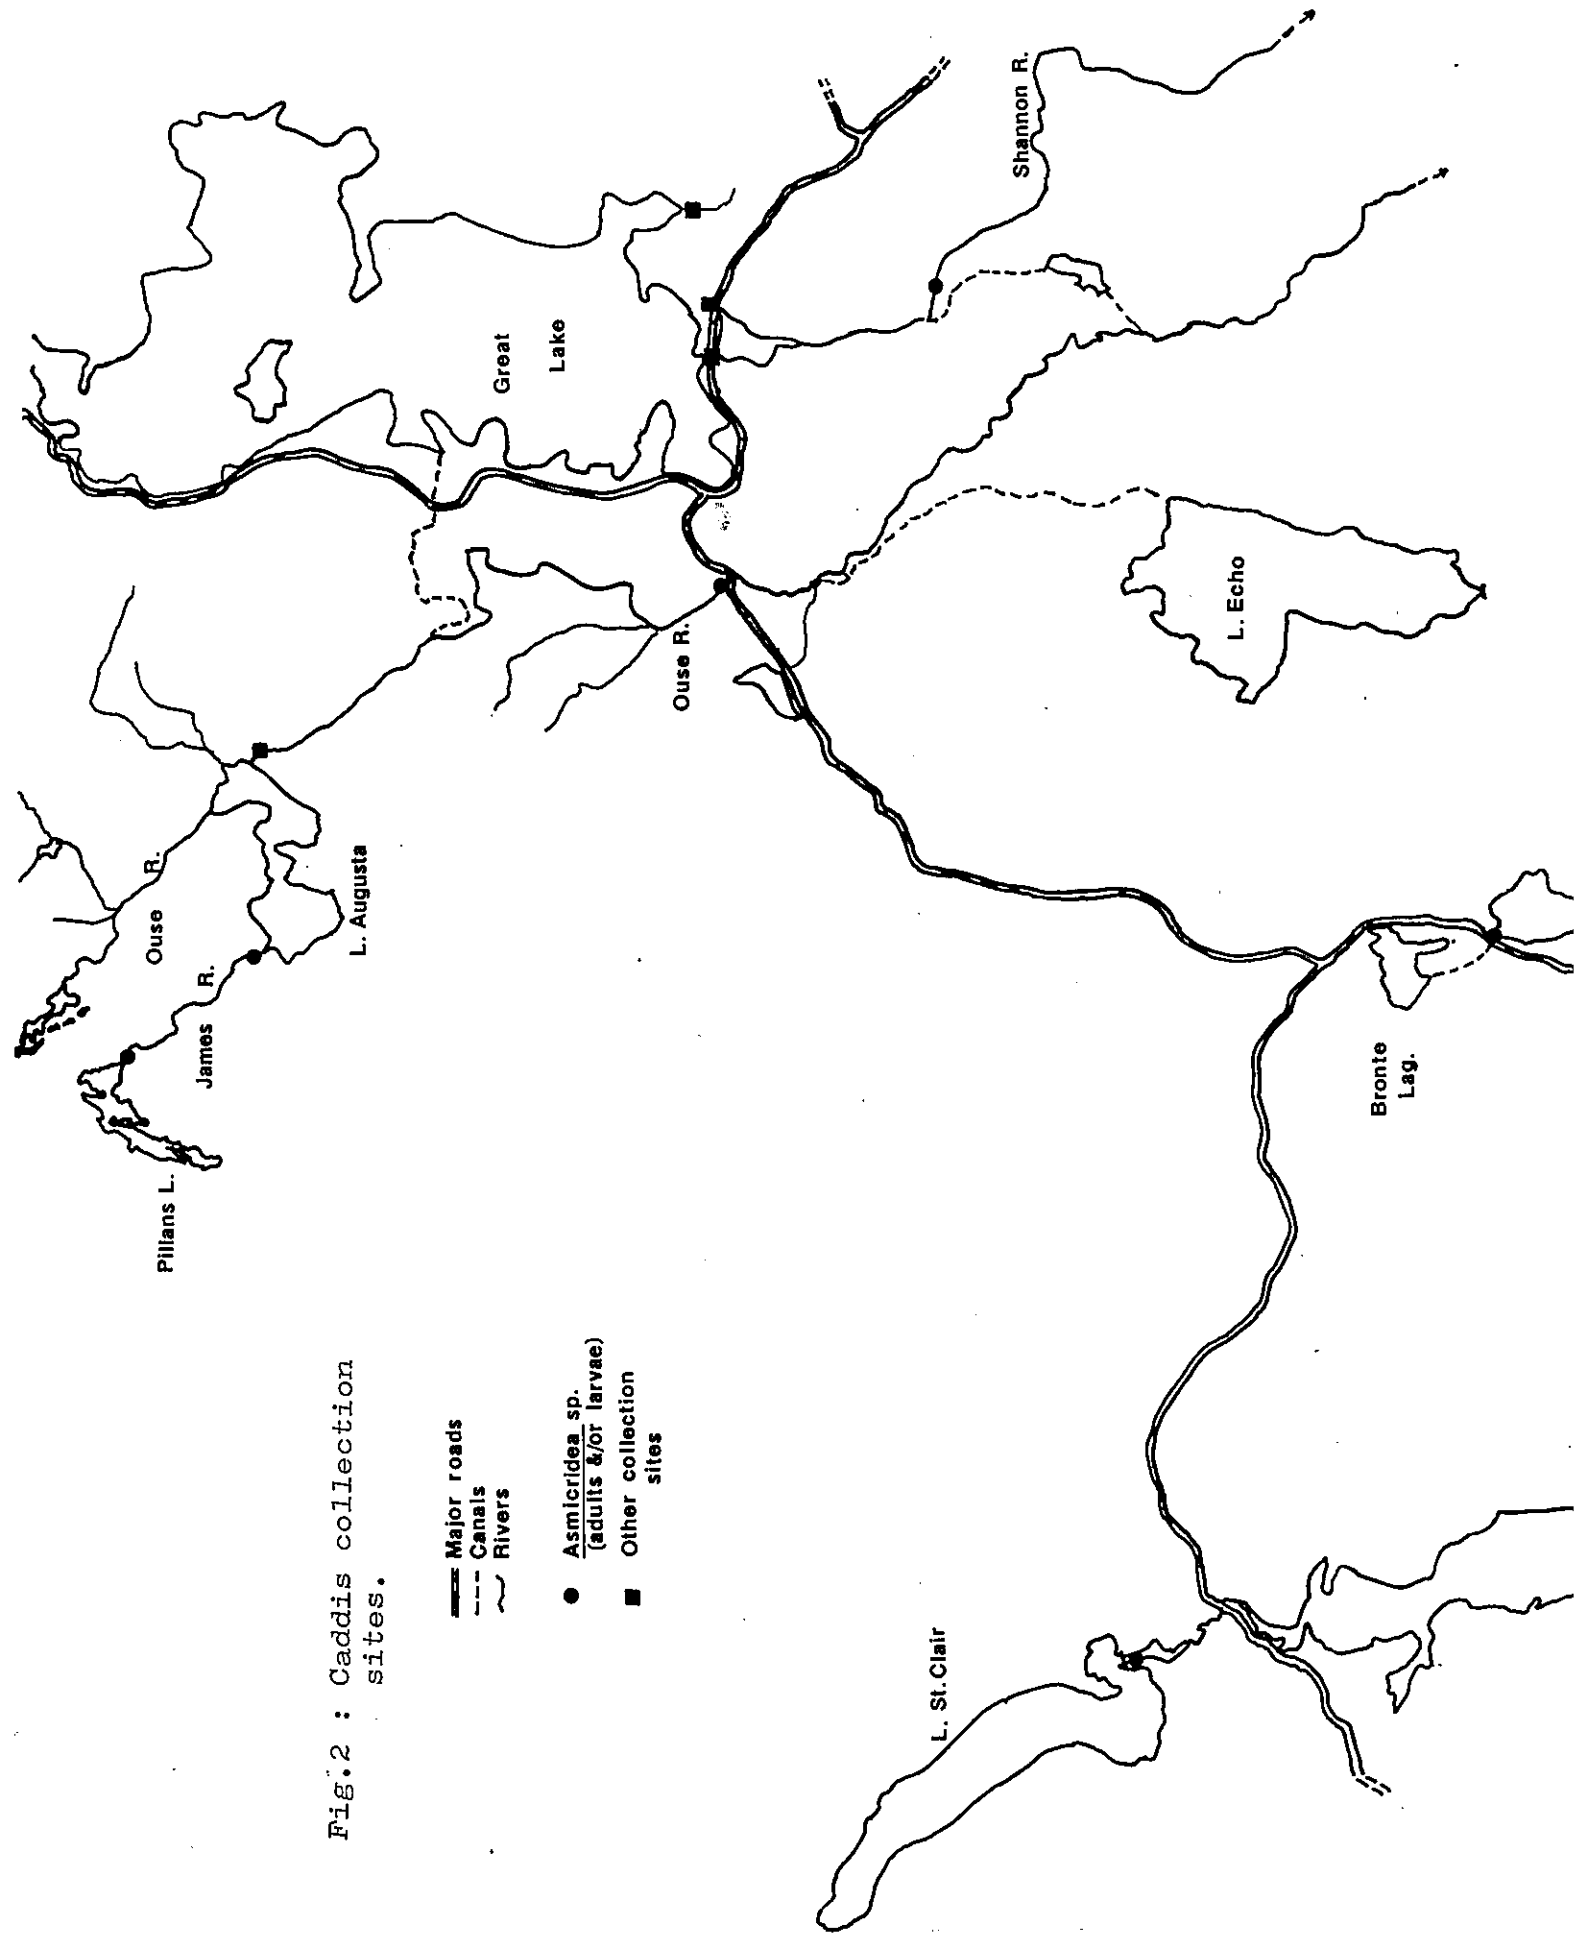 Fig.2 : Caddis collection
sites.
Major roads
Canals
Rivers
Asmicridea sp.
(adults &/or larvae)
Other collection
sites
Pillans L.
James R.
Ouse R.
L. Augusta
Great
Lake
Ouse R.
Shannon R.
L. Echo
L. St.Clair
Bronte
Lag.